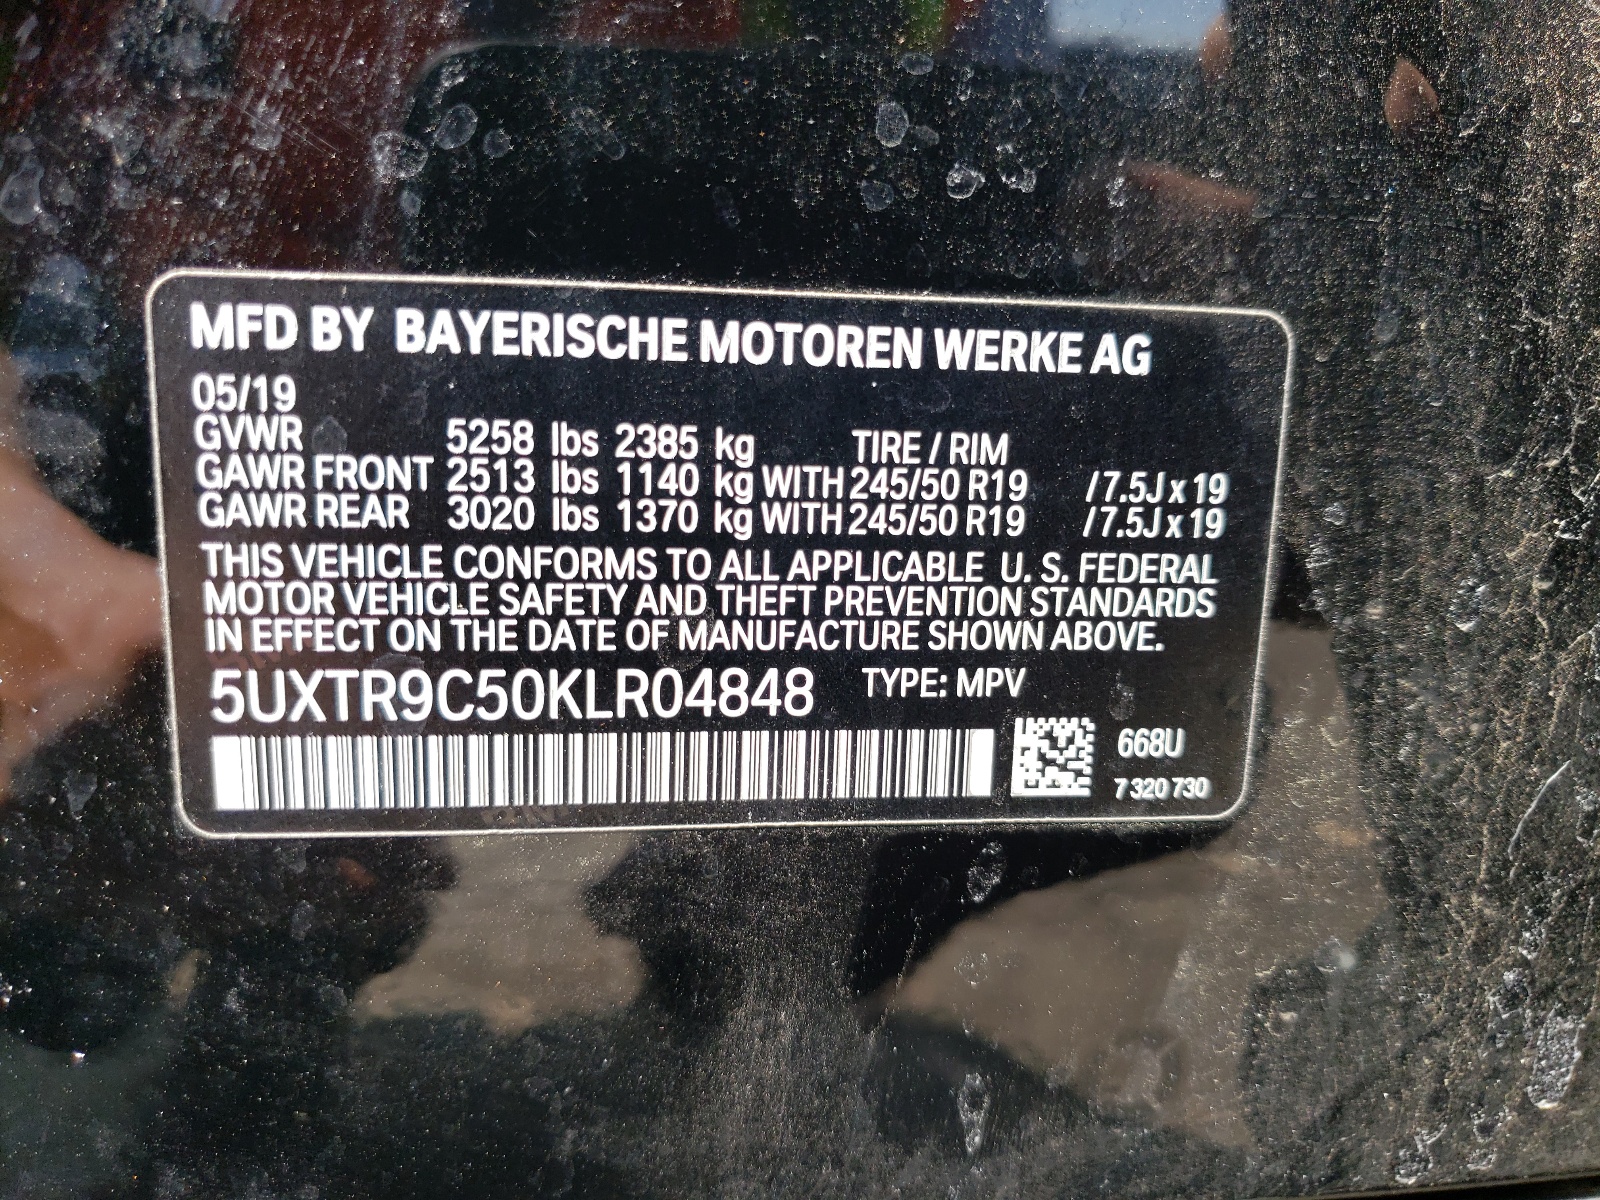 MFD BY BAYERISCHE MOTOREN WERKE AG
05/19
GVWR 5258 lbs 2385 kg TIRE / RIM
GAWR FRONT 2513 lbs 1140 kg WITH 245/50 R19 / 7.5J x 19
GAWR REAR 3020 lbs 1370 kg WITH 245/50 R19 / 7.5J x 19
THIS VEHICLE CONFORMS TO ALL APPLICABLE U. S. FEDERAL
MOTOR VEHICLE SAFETY AND THEFT PREVENTION STANDARDS
IN EFFECT ON THE DATE OF MANUFACTURE SHOWN ABOVE.
5UXTR9C50KLR04848 TYPE: MPV
668U
7 320 730